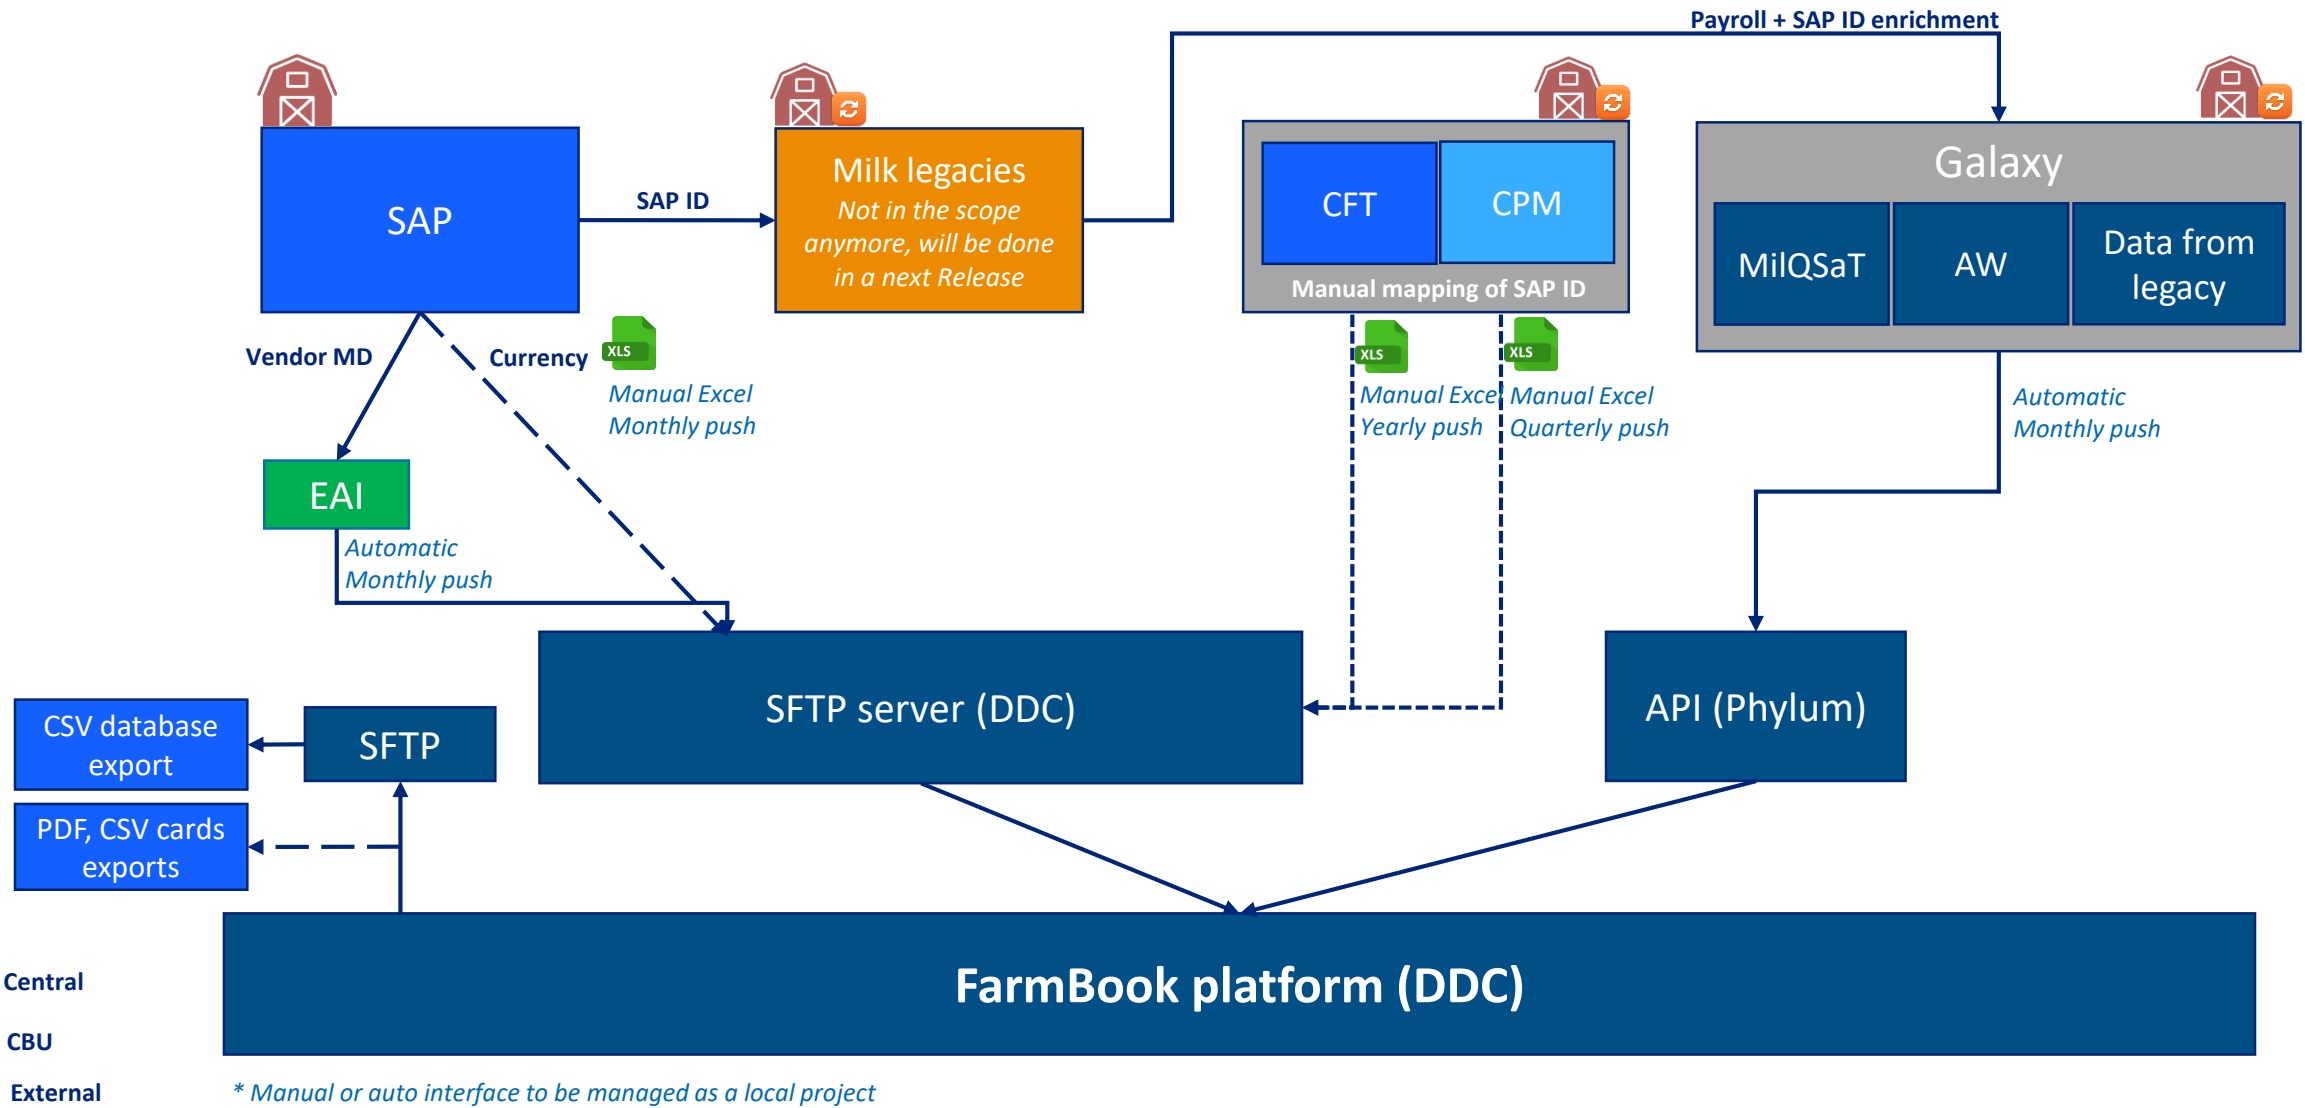 Payroll + SAP ID enrichment
SAP
SAP ID
Milk legacies
Not in the scope
anymore, will be done
in a next Release
CFT
CPM
Manual mapping of SAP ID
Galaxy
MilQSaT
AW
Data from
legacy
Vendor MD
Currency
XLS
Manual Excel
Monthly push
XLS
Manual Excel
Yearly push
XLS
Manual Excel
Quarterly push
Automatic
Monthly push
EAI
Automatic
Monthly push
SFTP server (DDC)
API (Phylum)
CSV database
export
SFTP
PDF, CSV cards
exports
FarmBook platform (DDC)
Central
CBU
External
* Manual or auto interface to be managed as a local project